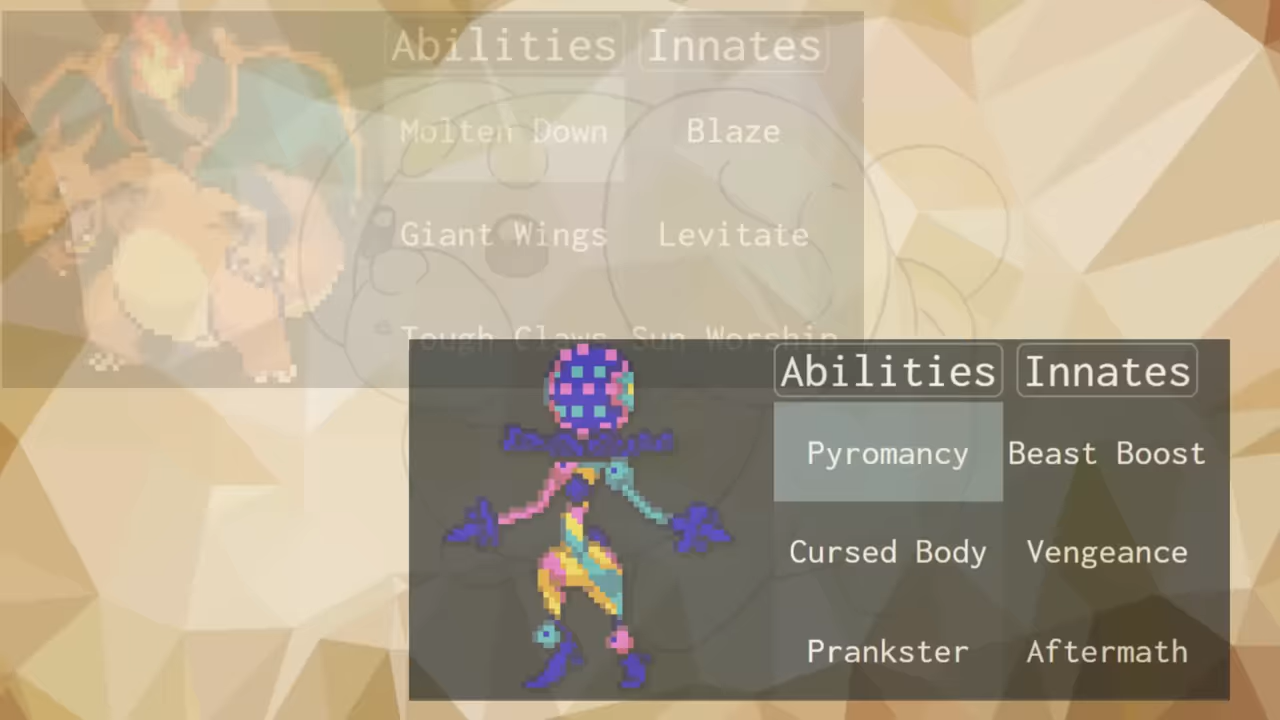 Abilities Innates
Molten Down Blaze
Giant Wings Levitate
Tough Claws Sun Worship
Abilities Innates
Pyromancy Beast Boost
Cursed Body Vengeance
Prankster Aftermath